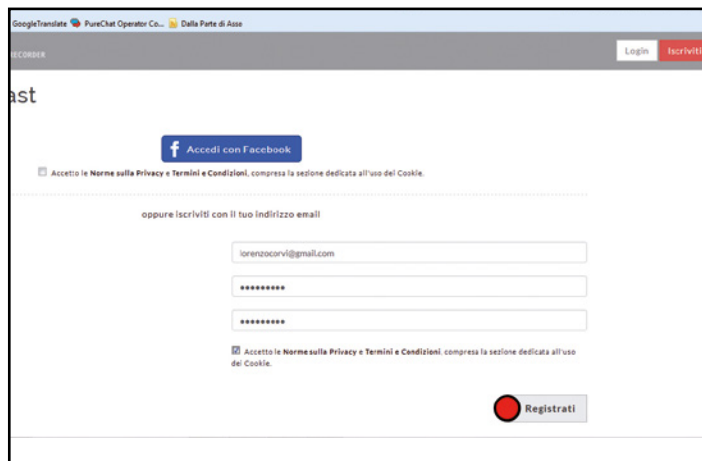 GoogleTranslate PureChat Operator Co... Dalla Parte di Asso
RECORDER Login Iscriviti
ast
f Accedi con Facebook
Accetto le Norme sulla Privacy e Termini e Condizioni, compresa la sezione dedicata all'uso dei Cookie.
oppure iscriviti con il tuo indirizzo email
lorenzocorvi@gmail.com
•••••••••
•••••••••
Accetto le Norme sulla Privacy e Termini e Condizioni, compresa la sezione dedicata all'uso
dei Cookie.
Registrati